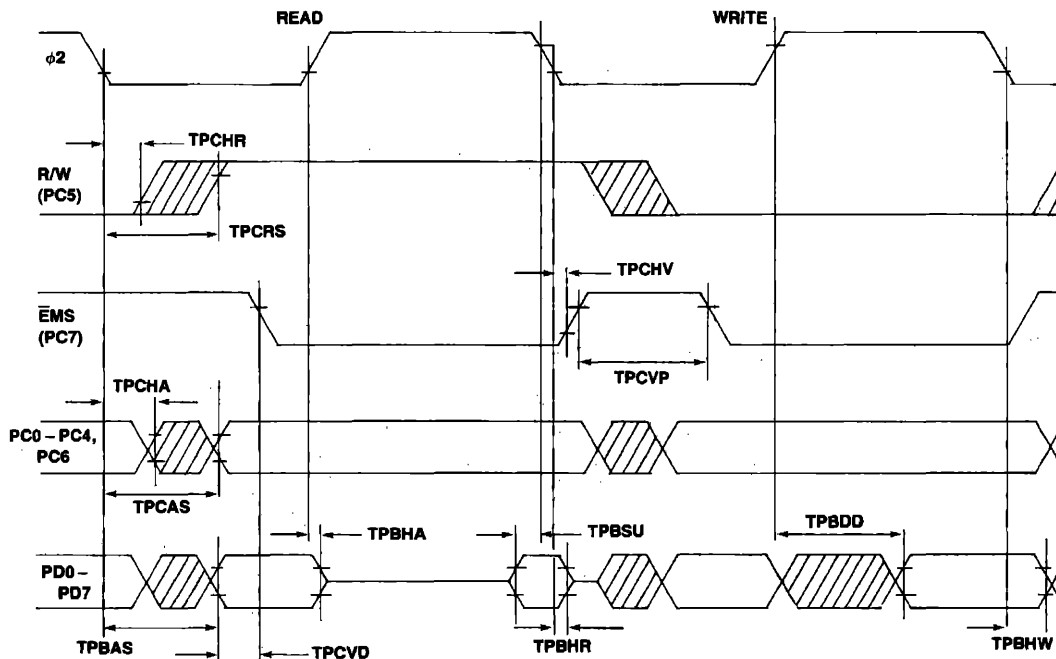 READ
WRITE
ϕ2
TPCHR
R/W
(PC5)
TPCRS
TPCHV
E̅MS
(PC7)
TPCVP
TPCHA
PC0 – PC4,
PC6
TPCAS
TPBHA
TPBSU
TPBDD
PD0 –
PD7
TPBAS
TPCVD
TPBHR
TPBHW